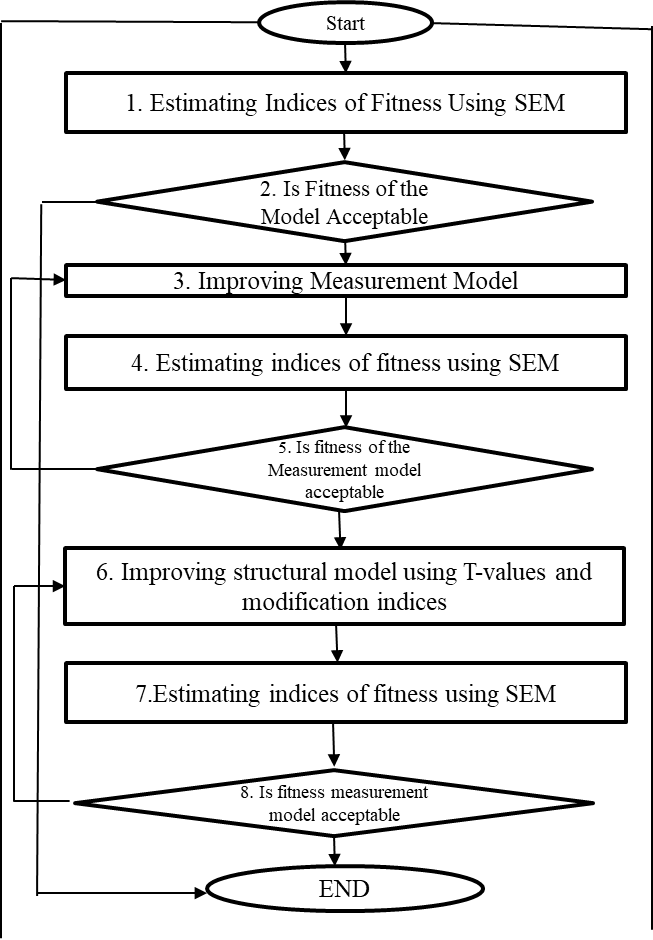 Start
1. Estimating Indices of Fitness Using SEM
2. Is Fitness of the
Model Acceptable
3. Improving Measurement Model
4. Estimating indices of fitness using SEM
5. Is fitness of the
Measurement model
acceptable
6. Improving structural model using T-values and
modification indices
7.Estimating indices of fitness using SEM
8. Is fitness measurement
model acceptable
END